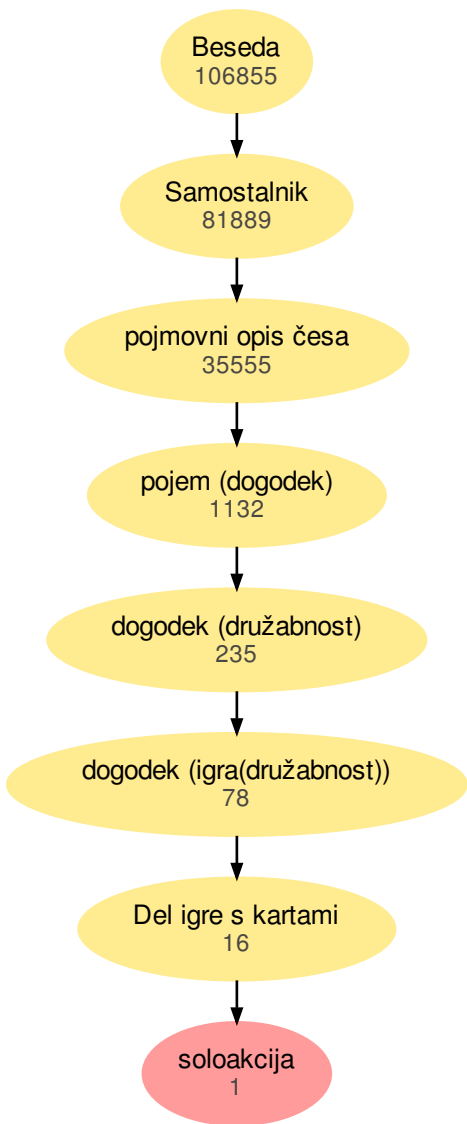 Beseda
106855
Samostalnik
81889
pojmovni opis česa
35555
pojem (dogodek)
1132
dogodek (družabnost)
235
dogodek (igra(družabnost))
78
Del igre s kartami
16
soloakcija
1